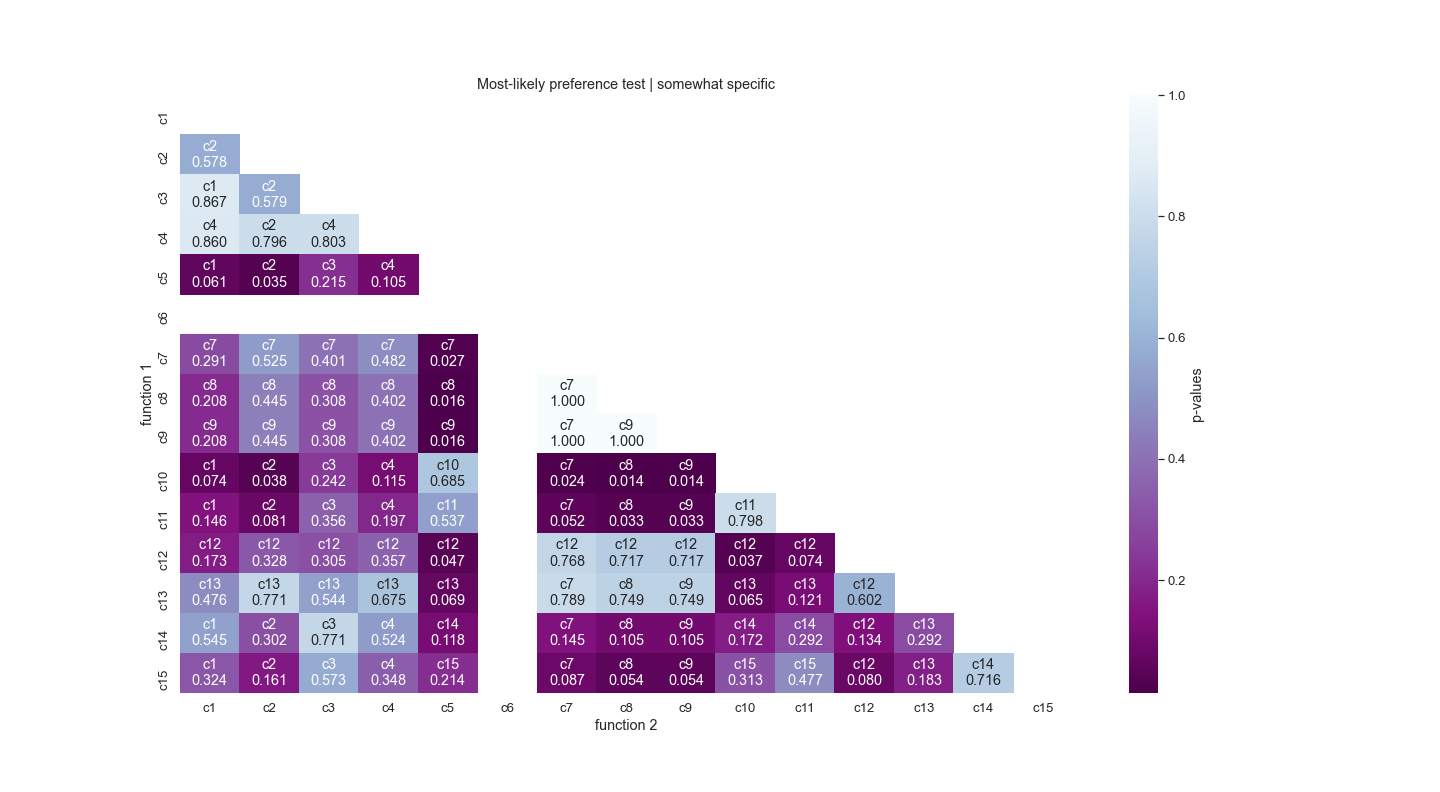 Most-likely preference test | somewhat specific
c1
c2
c2
0.578
c3
c1 c2
0.867 0.579
c4
c4 c2 c4
0.860 0.796 0.803
c5
c1 c2 c3 c4
0.061 0.035 0.215 0.105
c6
c7
c7 c7 c7 c7 c7
0.291 0.525 0.401 0.482 0.027
c8
c8 c8 c8 c8 c8 c7
0.208 0.445 0.308 0.402 0.016 1.000
c9
c9 c9 c9 c9 c9 c7 c9
0.208 0.445 0.308 0.402 0.016 1.000 1.000
c10
c1 c2 c3 c4 c10 c7 c8 c9
0.074 0.038 0.242 0.115 0.685 0.024 0.014 0.014
c11
c1 c2 c3 c4 c11 c7 c8 c9 c11
0.146 0.081 0.356 0.197 0.537 0.052 0.033 0.033 0.798
c12
c12 c12 c12 c12 c12 c12 c12 c12 c12 c12
0.173 0.328 0.305 0.357 0.047 0.768 0.717 0.717 0.037 0.074
c13
c13 c13 c13 c13 c13 c7 c8 c9 c13 c13 c12
0.476 0.771 0.544 0.675 0.069 0.789 0.749 0.749 0.065 0.121 0.602
c14
c1 c2 c3 c4 c14 c7 c8 c9 c14 c14 c12 c13
0.545 0.302 0.771 0.524 0.118 0.145 0.105 0.105 0.172 0.292 0.134 0.292
c15
c1 c2 c3 c4 c15 c7 c8 c9 c15 c15 c12 c13 c14
0.324 0.161 0.573 0.348 0.214 0.087 0.054 0.054 0.313 0.477 0.080 0.183 0.716
c1 c2 c3 c4 c5 c6 c7 c8 c9 c10 c11 c12 c13 c14 c15
function 2
function 1
1.0
0.8
0.6
0.4
0.2
p-values